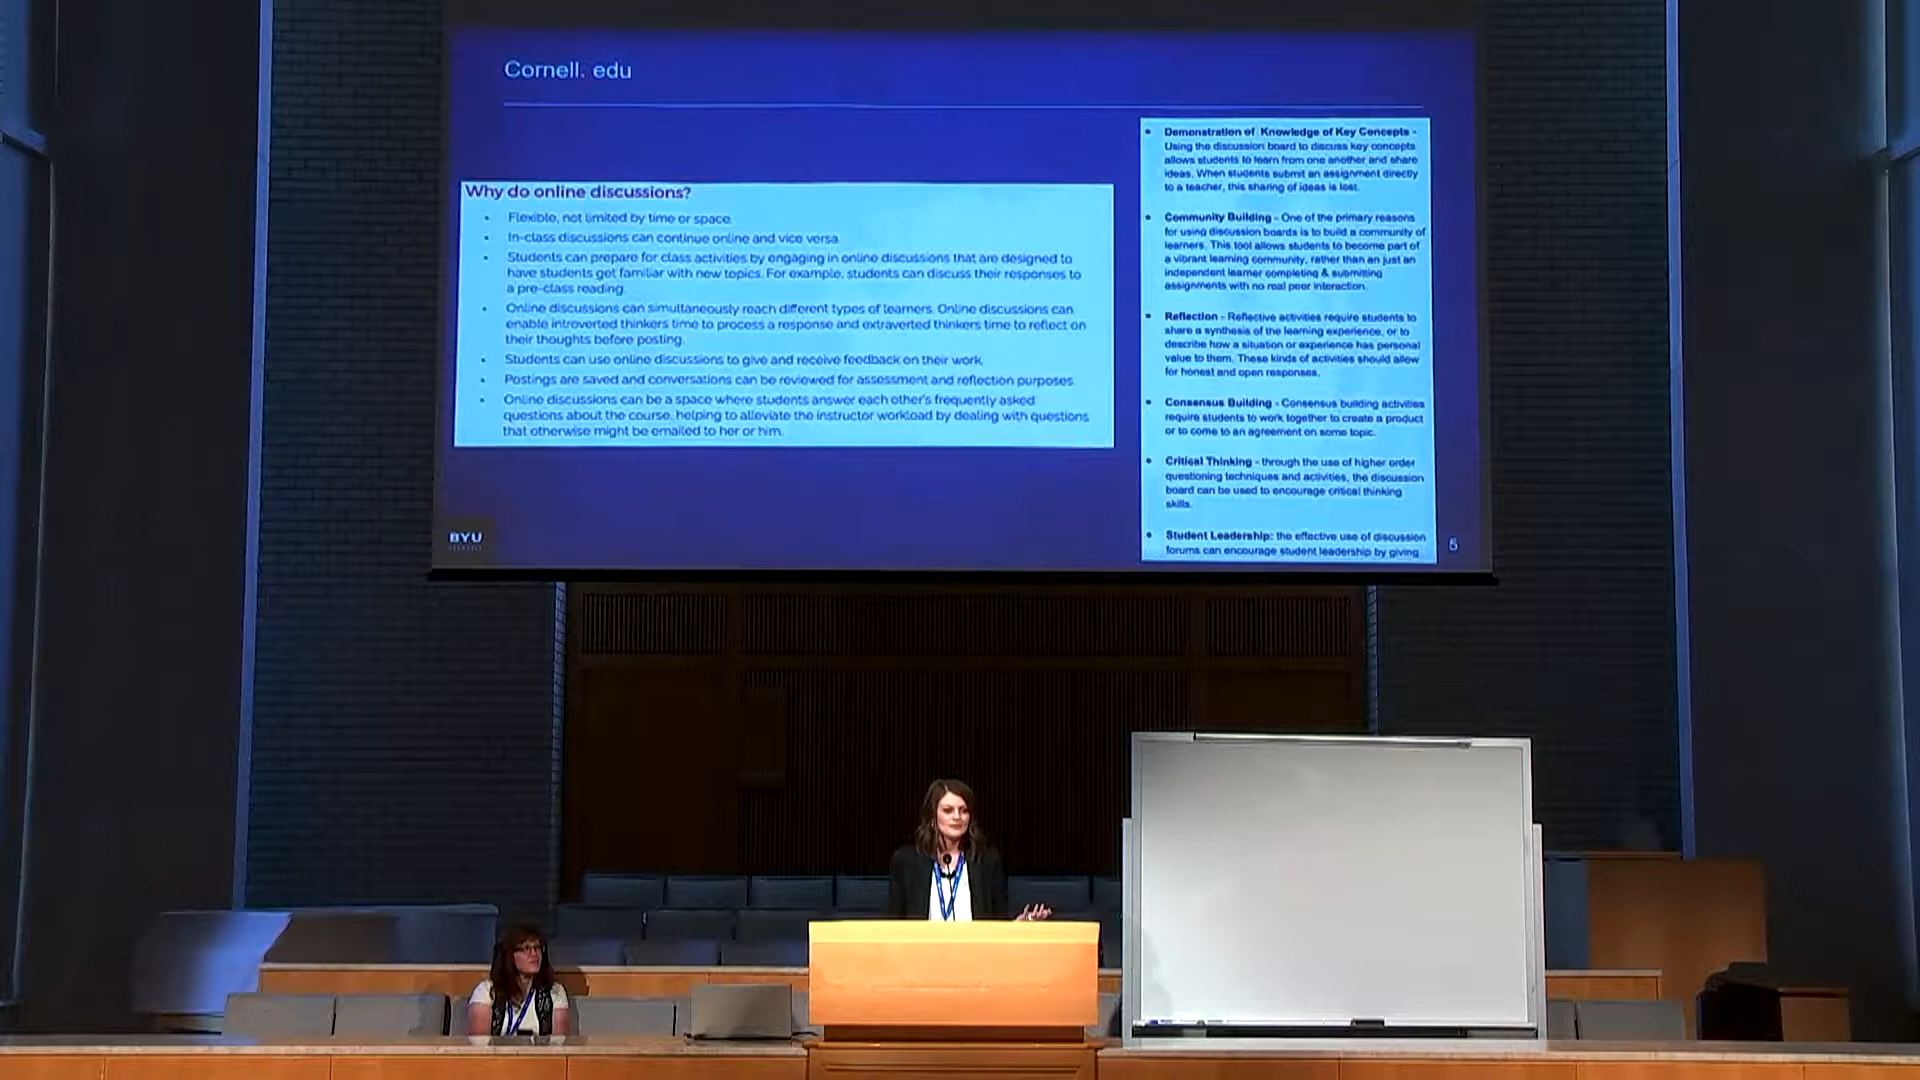 Cornell. edu
Why do online discussions?
• Flexible, not limited by time or space.
• In-class discussions can continue online and vice versa.
• Students can prepare for class activities by engaging in online discussions that are designed to
have students get familiar with new topics. For example, students can discuss their responses to
a pre-class reading.
• Online discussions can simultaneously reach different types of learners. Online discussions can
enable introverted thinkers time to process a response and extraverted thinkers time to reflect on
their thoughts before posting.
• Students can use online discussions to give and receive feedback on their work.
• Postings are saved and conversations can be reviewed for assessment and reflection purposes.
• Online discussions can be a space where students answer each other's frequently asked
questions about the course, helping to alleviate the instructor workload by dealing with questions
that otherwise might be emailed to her or him.
• Demonstration of Knowledge of Key Concepts -
Using the discussion board to discuss key concepts
allows students to learn from one another and share
ideas. When students submit an assignment directly
to a teacher, this sharing of ideas is lost.
• Community Building - One of the primary reasons
for using discussion boards is to build a community of
learners. This tool allows students to become part of
a vibrant learning community, rather than an just an
independent learner completing & submitting
assignments with no real peer interaction.
• Reflection - Reflective activities require students to
share a synthesis of the learning experience, or to
describe how a situation or experience has personal
value to them. These kinds of activities should allow
for honest and open responses.
• Consensus Building - Consensus building activities
require students to work together to create a product
or to come to an agreement on some topic.
• Critical Thinking - through the use of higher order
questioning techniques and activities, the discussion
board can be used to encourage critical thinking
skills.
• Student Leadership: the effective use of discussion
forums can encourage student leadership by giving
BYU
5